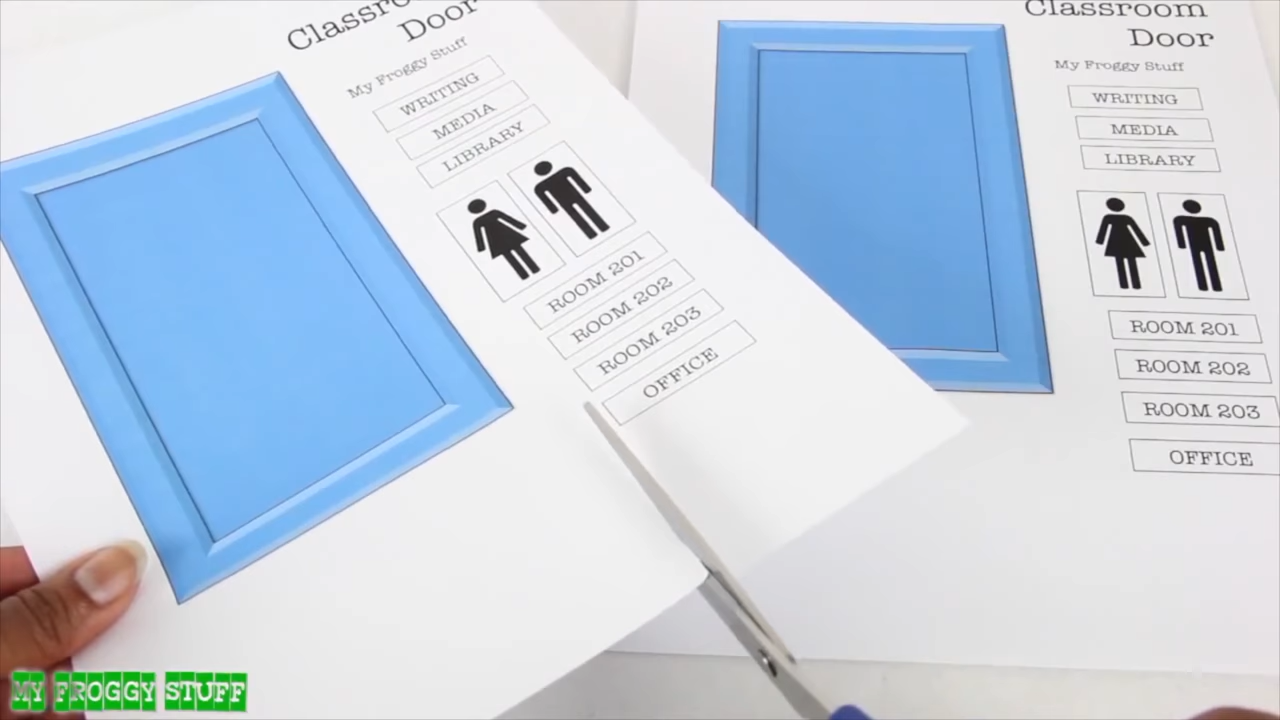 Classroom
Door
My Froggy Stuff
WRITING
MEDIA
LIBRARY
ROOM 201
ROOM 202
ROOM 203
OFFICE
Classroom
Door
My Froggy Stuff
WRITING
MEDIA
LIBRARY
ROOM 201
ROOM 202
ROOM 203
OFFICE
MY FROGGY STUFF